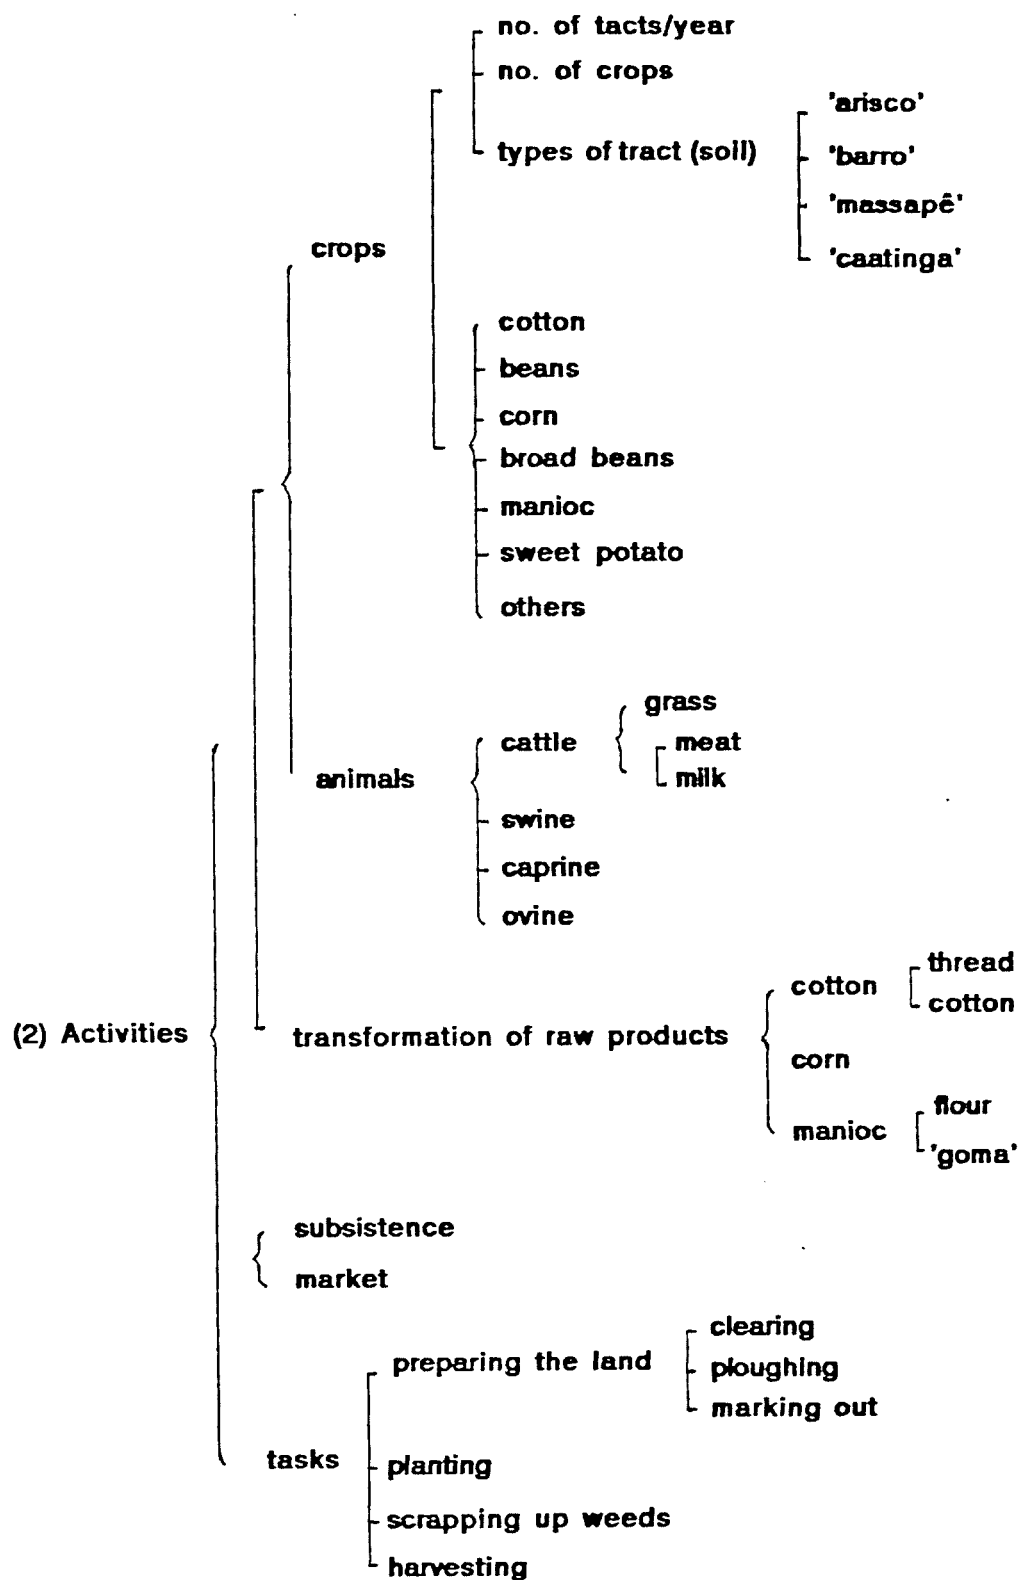 no. of tacts/year
no. of crops
'arisco'
types of tract (soil)
'barro'
'massapê'
crops
'caatinga'
cotton
beans
corn
broad beans
manioc
sweet potato
others
grass
cattle
meat
animals
milk
swine
caprine
ovine
thread
cotton
cotton
(2) Activities
transformation of raw products
corn
flour
manioc
'goma'
subsistence
market
clearing
preparing the land
ploughing
marking out
tasks
planting
scrapping up weeds
harvesting